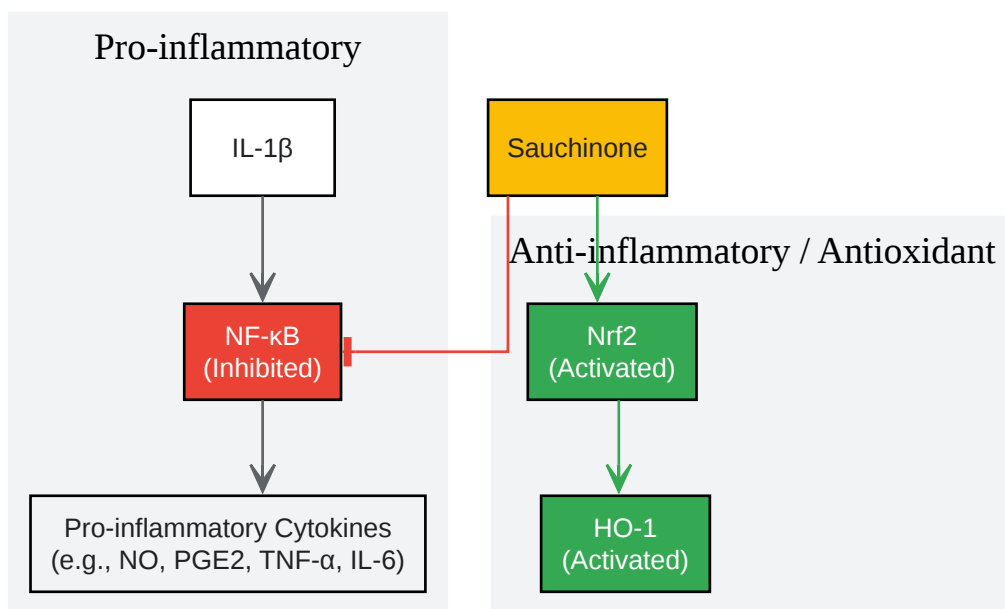 Pro-inflammatory
IL-1β
Sauchinone
Anti-inflammatory / Antioxidant
NF-κB
(Inhibited)
Nrf2
(Activated)
Pro-inflammatory Cytokines
(e.g., NO, PGE2, TNF-α, IL-6)
HO-1
(Activated)